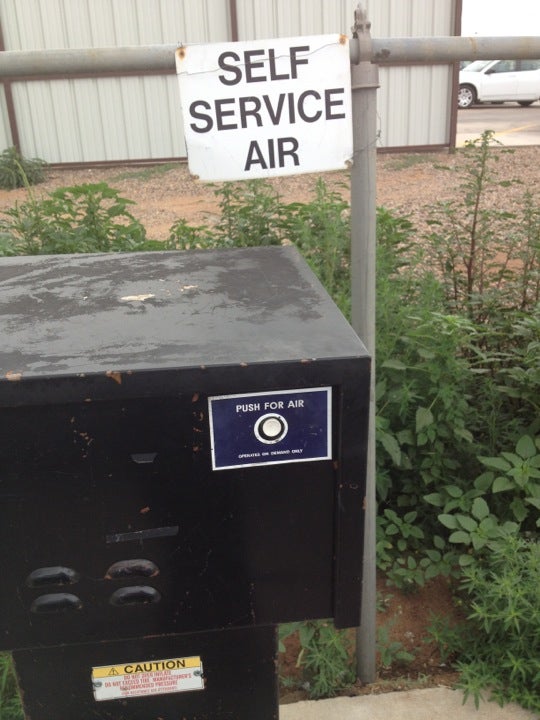 SELF
SERVICE
AIR
PUSH FOR AIR
OPERATES ON DEMAND ONLY
CAUTION
DO NOT OVER INFLATE
DO NOT EXCEED TIRE MANUFACTURER'S
RECOMMENDED PRESSURE